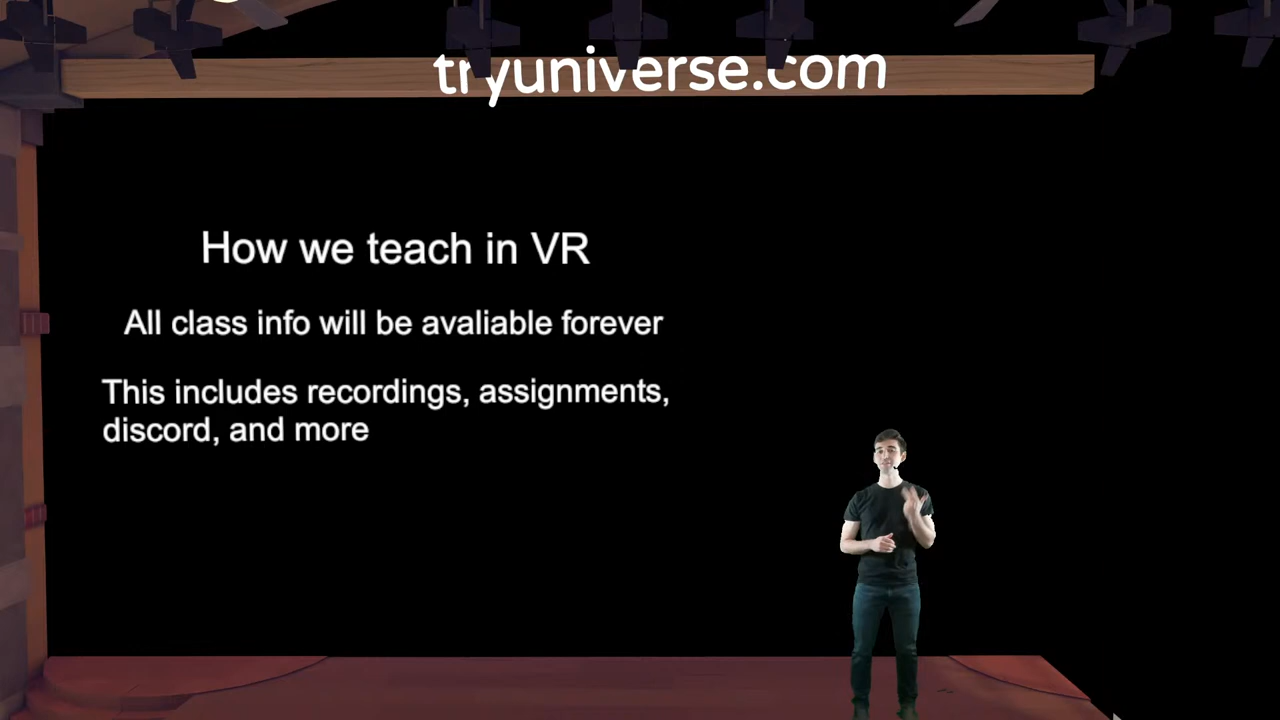 tryuniverse.com
How we teach in VR
All class info will be avaliable forever
This includes recordings, assignments,
discord, and more